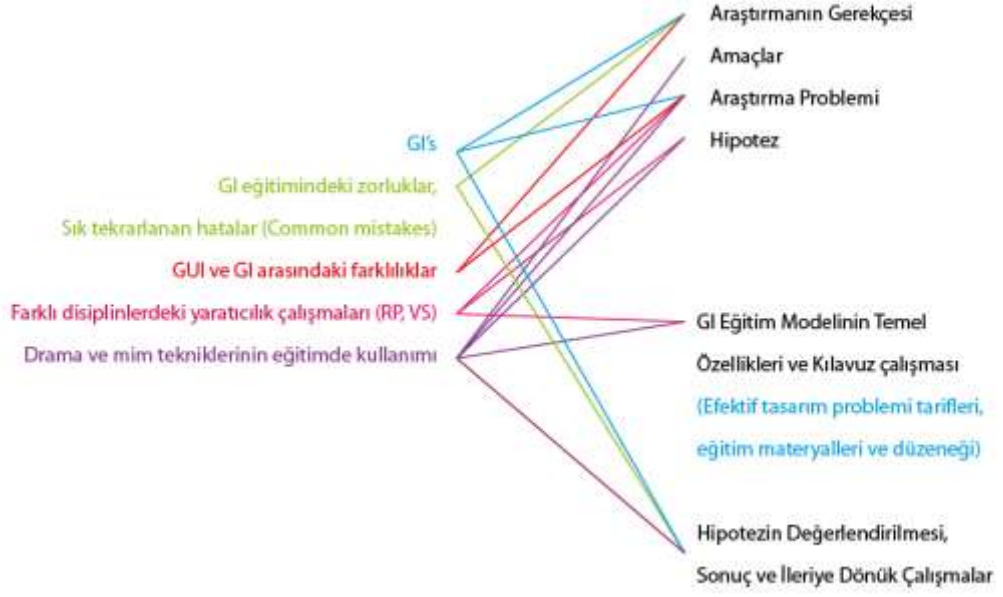 GI's
GI eğitimindeki zorluklar,
Sık tekrarlanan hatalar (Common mistakes)
GUI ve GI arasındaki farklılıklar
Farklı disiplinlerdeki yaratıcılık çalışmaları (RP, VS)
Drama ve mim tekniklerinin eğitimde kullanımı
Araştırmanın Gerekçesi
Amaçlar
Araştırma Problemi
Hipotez
GI Eğitim Modelinin Temel
Özellikleri ve Kılavuz çalışması
(Efektif tasarım problemi tarifleri,
eğitim materyalleri ve düzeneği)
Hipotezin Değerlendirilmesi,
Sonuç ve İleriye Dönük Çalışmalar